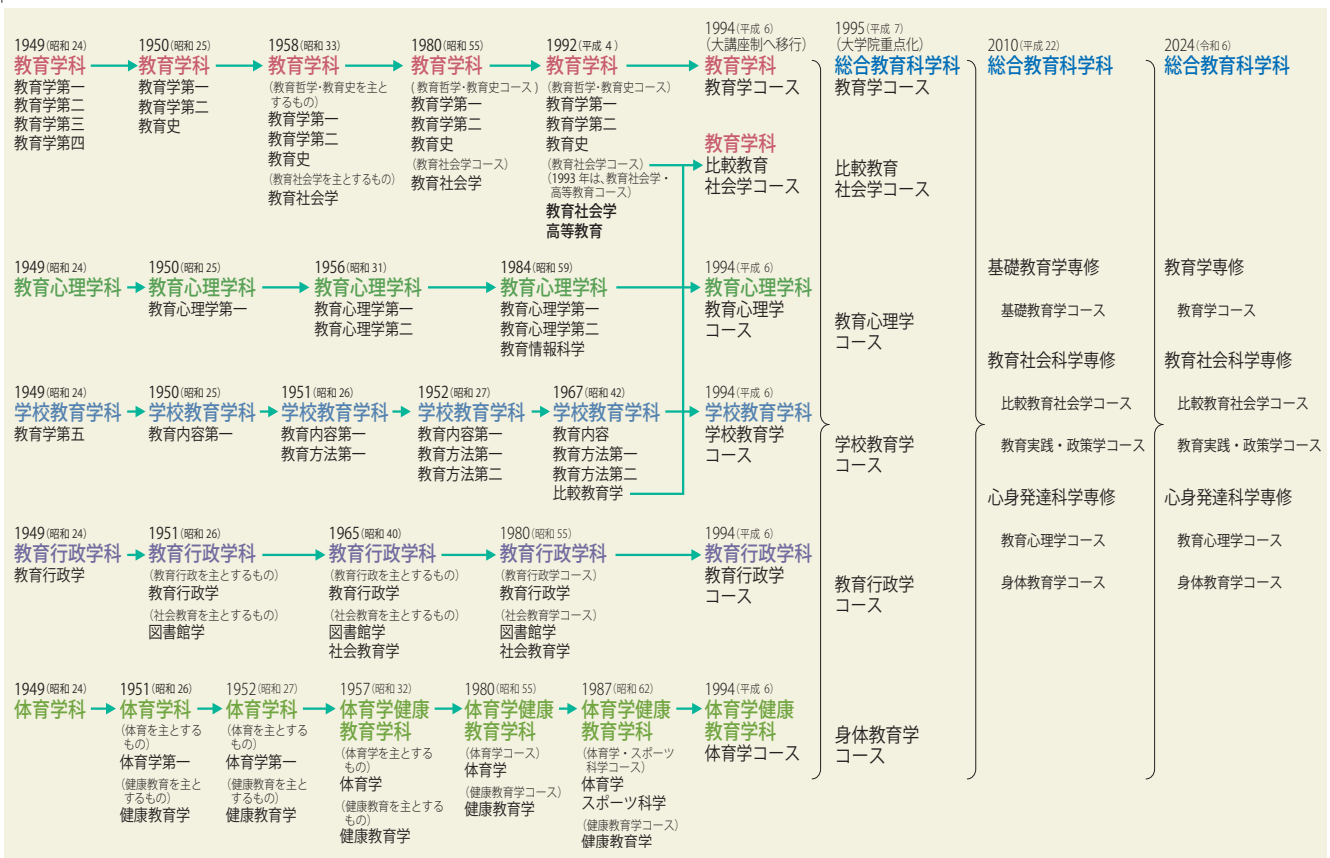 1949(昭和 24)
教育学科
教育学第一
教育学第二
教育学第三
教育学第四
1950(昭和 25)
教育学科
教育学第一
教育学第二
教育史
1958(昭和 33)
教育学科
(教育哲学・教育史を主と
するもの)
教育学第一
教育学第二
教育史
(教育社会学を主とするもの)
教育社会学
1980(昭和 55)
教育学科
(教育哲学・教育史コース)
教育学第一
教育学第二
教育史
(教育社会学コース)
教育社会学
1992(平成 4)
教育学科
(教育哲学・教育史コース)
教育学第一
教育学第二
教育史
(教育社会学コース)
(1993 年は、教育社会学・
高等教育コース)
教育社会学
高等教育
1994(平成 6)
(大講座制へ移行)
教育学科
教育学コース
教育学科
比較教育
社会学コース
1949(昭和 24)
教育心理学科
1950(昭和 25)
教育心理学科
教育心理学第一
1956(昭和 31)
教育心理学科
教育心理学第一
教育心理学第二
1984(昭和 59)
教育心理学科
教育心理学第一
教育心理学第二
教育情報科学
1994(平成 6)
教育心理学科
教育心理学
コース
1949(昭和 24)
学校教育学科
教育学第五
1950(昭和 25)
学校教育学科
教育内容第一
1951(昭和 26)
学校教育学科
教育内容第一
教育方法第一
1952(昭和 27)
学校教育学科
教育内容第一
教育方法第一
教育方法第二
1967(昭和 42)
学校教育学科
教育内容
教育方法第一
教育方法第二
比較教育学
1994(平成 6)
学校教育学科
学校教育学
コース
1949(昭和 24)
教育行政学科
教育行政学
1951(昭和 26)
教育行政学科
(教育行政を主とするもの)
教育行政学
(社会教育を主とするもの)
図書館学
1965(昭和 40)
教育行政学科
(教育行政を主とするもの)
教育行政学
(社会教育を主とするもの)
図書館学
社会教育学
1980(昭和 55)
教育行政学科
(教育行政学コース)
教育行政学
(社会教育学コース)
図書館学
社会教育学
1994(平成 6)
教育行政学科
教育行政学
コース
1949(昭和 24)
体育学科
1951(昭和 26)
体育学科
(体育を主とする
もの)
体育学第一
(健康教育を主と
するもの)
健康教育学
1952(昭和 27)
体育学科
(体育を主とする
もの)
体育学第一
(健康教育を主と
するもの)
健康教育学
1957(昭和 32)
体育学健康
教育学科
(体育学を主とする
もの)
体育学
(健康教育を主とする
もの)
健康教育学
1980(昭和 55)
体育学健康
教育学科
(体育学コース)
体育学
(健康教育学コース)
健康教育学
1987(昭和 62)
体育学健康
教育学科
(体育学・スポーツ
科学コース)
体育学
スポーツ科学
(健康教育学コース)
健康教育学
1994(平成 6)
体育学健康
教育学科
体育学コース
1995(平成 7)
(大学院重点化)
総合教育科学科
教育学コース
比較教育
社会学コース
教育心理学
コース
学校教育学
コース
教育行政学
コース
身体教育学
コース
2010(平成 22)
総合教育科学科
基礎教育学専修
基礎教育学コース
教育社会科学専修
比較教育社会学コース
教育実践・政策学コース
心身発達科学専修
教育心理学コース
身体教育学コース
2024(令和 6)
総合教育科学科
教育学専修
教育学コース
教育社会科学専修
比較教育社会学コース
教育実践・政策学コース
心身発達科学専修
教育心理学コース
身体教育学コース